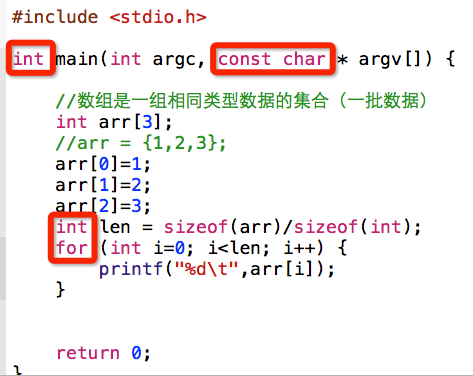 #include <stdio.h>
int main(int argc, const char * argv[]) {
//数组是一组相同类型数据的集合（一批数据）
int arr[3];
//arr = {1,2,3};
arr[0]=1;
arr[1]=2;
arr[2]=3;
int len = sizeof(arr)/sizeof(int);
for (int i=0; i<len; i++) {
printf("%d\t",arr[i]);
}
return 0;
}